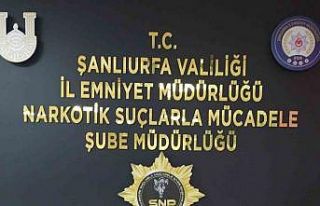 T.C.
ŞANLIURFA VALİLİĞİ
İL EMNİYET MÜDÜRLÜĞÜ
NARKOTİK SUÇLARLA MÜCADELE
ŞUBE MÜDÜRLÜĞÜ
SNP